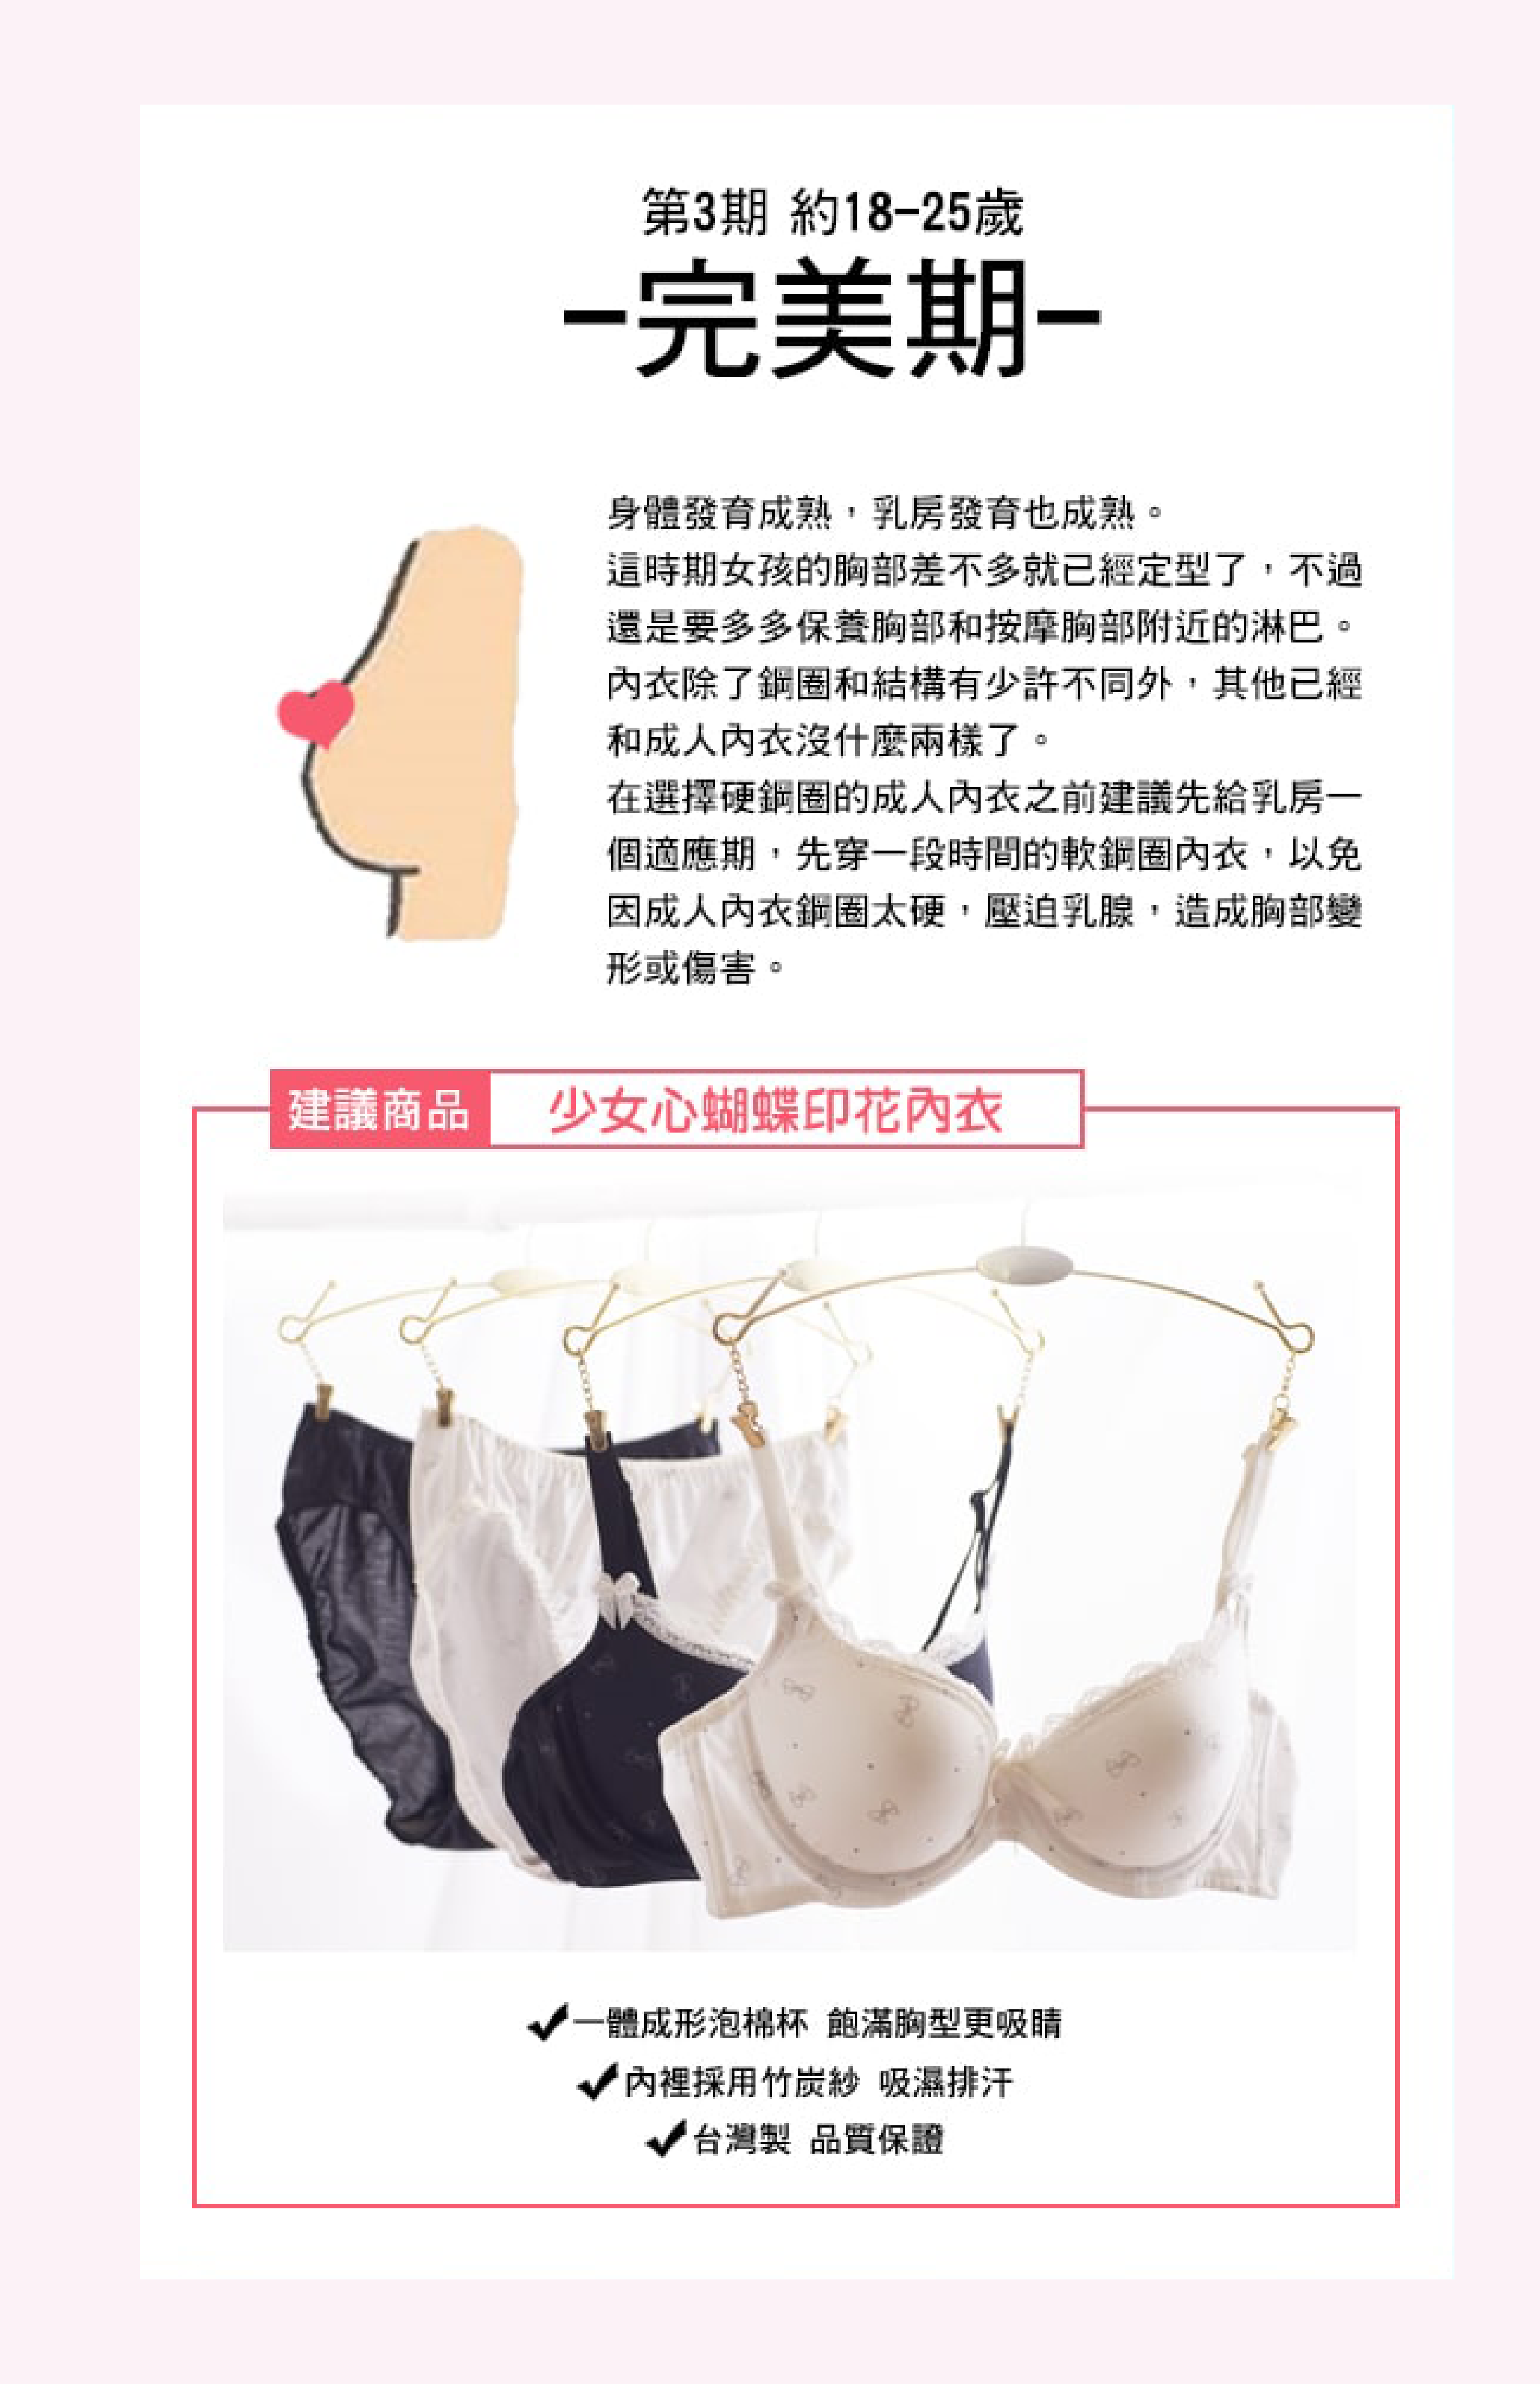 第3期 約18-25歲
-完美期-
身體發育成熟，乳房發育也成熟。
這時期女孩的胸部差不多就已經定型了，不過
還是要多多保養胸部和按摩胸部附近的淋巴。
內衣除了鋼圈和結構有少許不同外，其他已經
和成人內衣沒什麼兩樣了。
在選擇硬鋼圈的成人內衣之前建議先給乳房一
個適應期，先穿一段時間的軟鋼圈內衣，以免
因成人內衣鋼圈太硬，壓迫乳腺，造成胸部變
形或傷害。
建議商品 少女心蝴蝶印花內衣
✔一體成形泡棉杯 飽滿胸型更吸睛
✔內裡採用竹炭紗 吸濕排汗
✔台灣製 品質保證